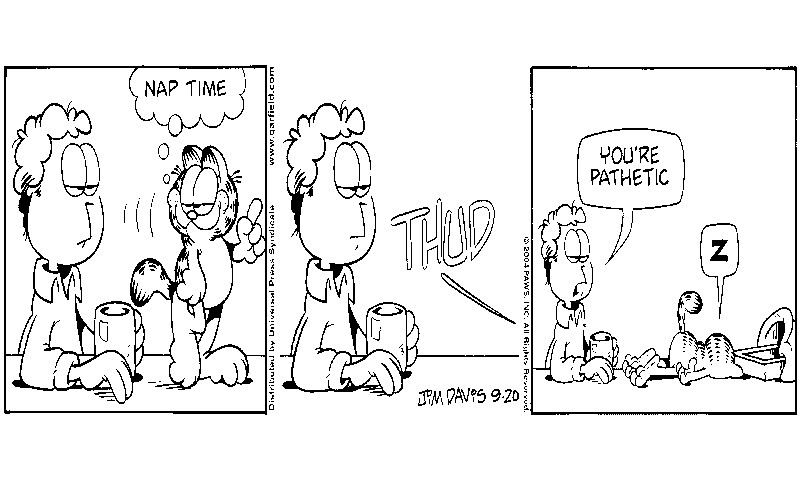 NAP TIME
www.garfield.com
Distributed by Universal Press Syndicate
THUD
JIM DAVIS 9·20
© 2004 PAWS, INC. All Rights Reserved.
YOU'RE
PATHETIC
Z